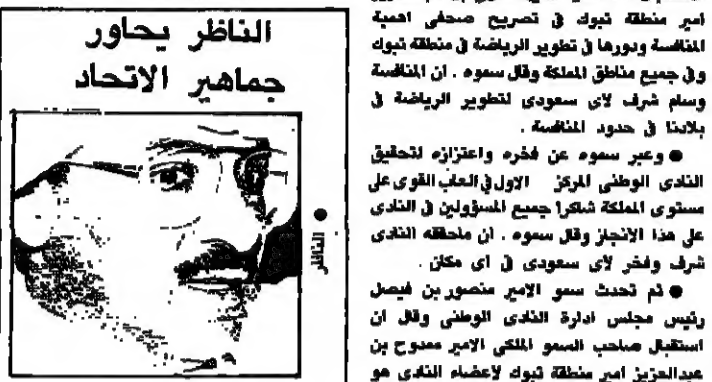 امير منطقة تبوك في تصريح صحفي اهمية
المنافسة ودورها في تطوير الرياضة في منطقة تبوك
وفي جميع مناطق المملكة وقال سموه . ان المنافسة
وسام شرف لاي سعودي لتطوير الرياضة في
بلادنا في حدود المنافسة .
● وعبر سموه عن فخره واعتزازه لتحقيق
النادي الوطني المركز الاول في العاب القوى على
مستوى المملكة شاكرا جميع المسؤولين في النادي
على هذا الانجاز وقال سموه . ان ماحققه النادي
شرف وفخر لاي سعودي في اي مكان .
● ثم تحدث سمو الامير منصور بن فيصل
رئيس مجلس ادارة النادي الوطني وقال ان
استقبال صاحب السمو الملكي الامير ممدوح بن
عبدالعزيز امير منطقة تبوك لأعضاء النادي هو
الناظر يحاور
جماهير الاتحاد
● الناظر